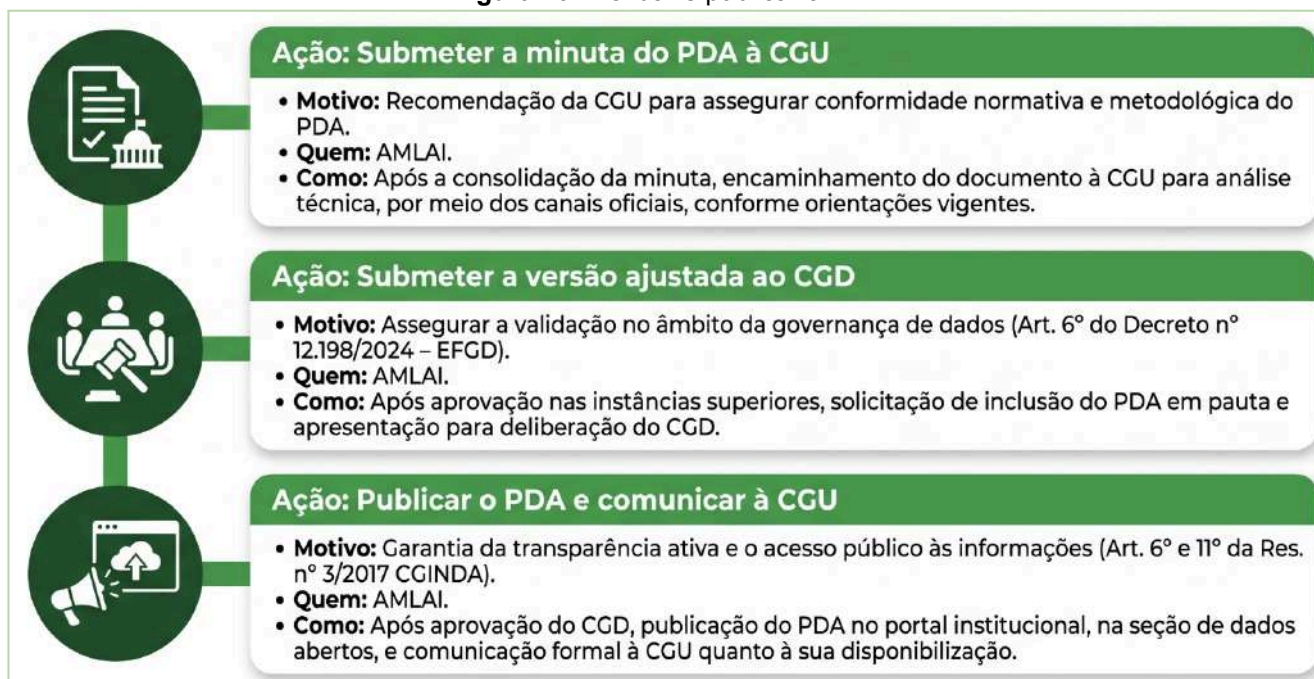 Ação: Submeter a minuta do PDA à CGU
• Motivo: Recomendação da CGU para assegurar conformidade normativa e metodológica do
PDA.
• Quem: AMLAI.
• Como: Após a consolidação da minuta, encaminhamento do documento à CGU para análise
técnica, por meio dos canais oficiais, conforme orientações vigentes.
Ação: Submeter a versão ajustada ao CGD
• Motivo: Assegurar a validação no âmbito da governança de dados (Art. 6º do Decreto nº
12.198/2024 – EFGD).
• Quem: AMLAI.
• Como: Após aprovação nas instâncias superiores, solicitação de inclusão do PDA em pauta e
apresentação para deliberação do CGD.
Ação: Publicar o PDA e comunicar à CGU
• Motivo: Garantia da transparência ativa e o acesso público às informações (Art. 6º e 11º da Res.
nº 3/2017 CGINDA).
• Quem: AMLAI.
• Como: Após aprovação do CGD, publicação do PDA no portal institucional, na seção de dados
abertos, e comunicação formal à CGU quanto à sua disponibilização.